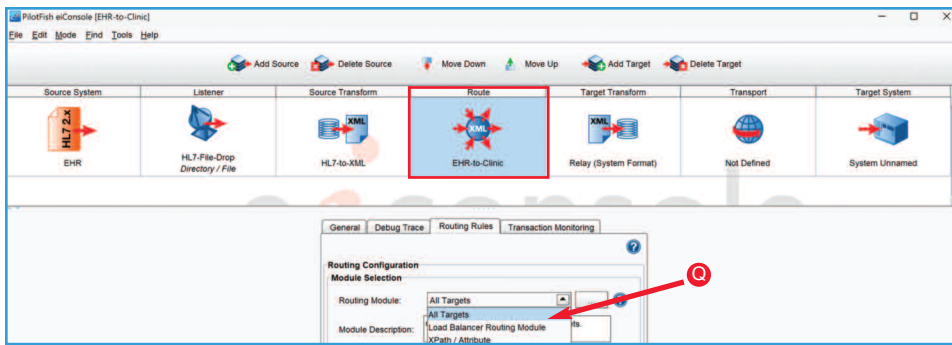 PilotFish eiConsole [EHR-to-Clinic]
File Edit Mode Find Tools Help
Add Source Delete Source Move Down Move Up Add Target Delete Target
Source System Listener Source Transform Route Target Transform Transport Target System
HL7 2.x XML XML XML
EHR HL7-File-Drop HL7-to-XML EHR-to-Clinic Relay (System Format) Not Defined System Unnamed
Directory / File
General Debug Trace Routing Rules Transaction Monitoring
Routing Configuration
Module Selection
Q
Routing Module: All Targets
All Targets
Module Description: Load Balancer Routing Module
XPath / Attribute